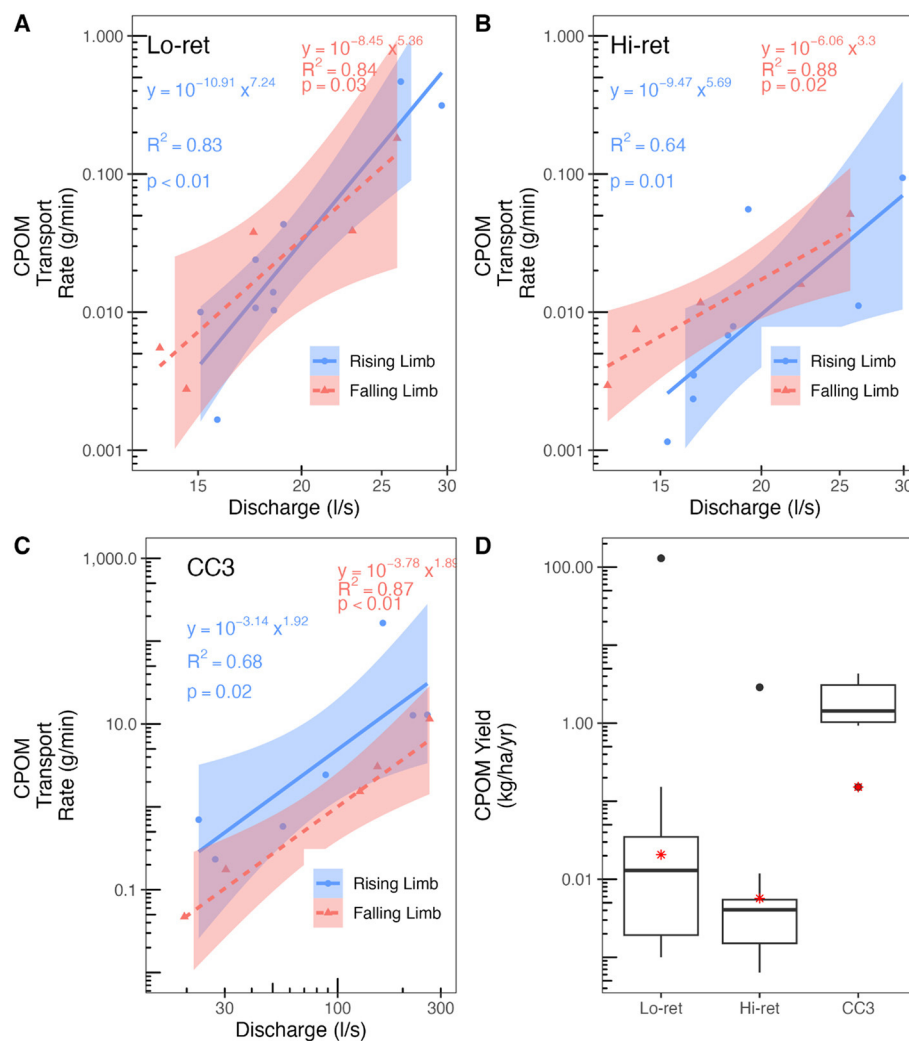 A
Lo-ret
y = 10^-8.45 x^5.36
R^2 = 0.84
p = 0.03
y = 10^-10.91 x^7.24
R^2 = 0.83
p < 0.01
1.000
0.100
0.010
0.001
CPOM
Transport
Rate (g/min)
Rising Limb
Falling Limb
15 20 25 30
Discharge (l/s)
B
Hi-ret
y = 10^-6.06 x^3.3
R^2 = 0.88
p = 0.02
y = 10^-9.47 x^5.69
R^2 = 0.64
p = 0.01
1.000
0.100
0.010
0.001
CPOM
Transport
Rate (g/min)
Rising Limb
Falling Limb
15 20 25 30
Discharge (l/s)
C
CC3
y = 10^-3.78 x^1.89
R^2 = 0.87
p < 0.01
y = 10^-3.14 x^1.92
R^2 = 0.68
p = 0.02
1,000.0
10.0
0.1
CPOM
Transport
Rate (g/min)
Rising Limb
Falling Limb
30 100 300
Discharge (l/s)
D
100.00
1.00
0.01
CPOM Yield
(kg/ha/yr)
Lo-ret Hi-ret CC3